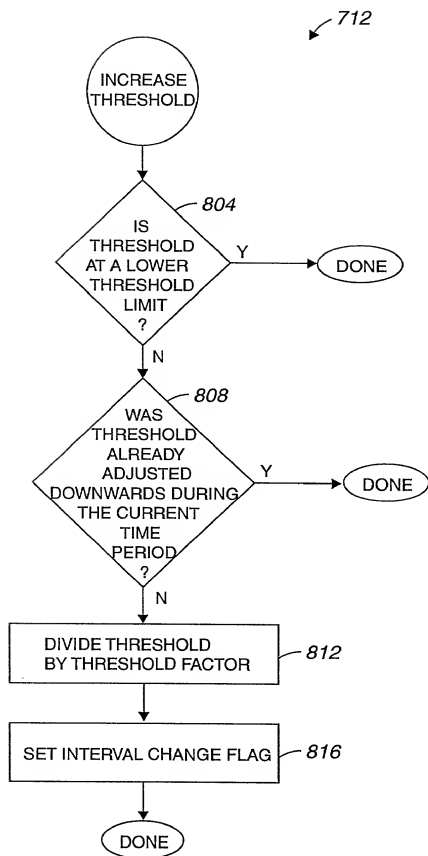 712
INCREASE
THRESHOLD
804
IS
THRESHOLD
AT A LOWER
THRESHOLD
LIMIT
?
Y
DONE
N
808
WAS
THRESHOLD
ALREADY
ADJUSTED
DOWNWARDS DURING
THE CURRENT
TIME
PERIOD
?
Y
DONE
N
DIVIDE THRESHOLD
BY THRESHOLD FACTOR
812
SET INTERVAL CHANGE FLAG
816
DONE